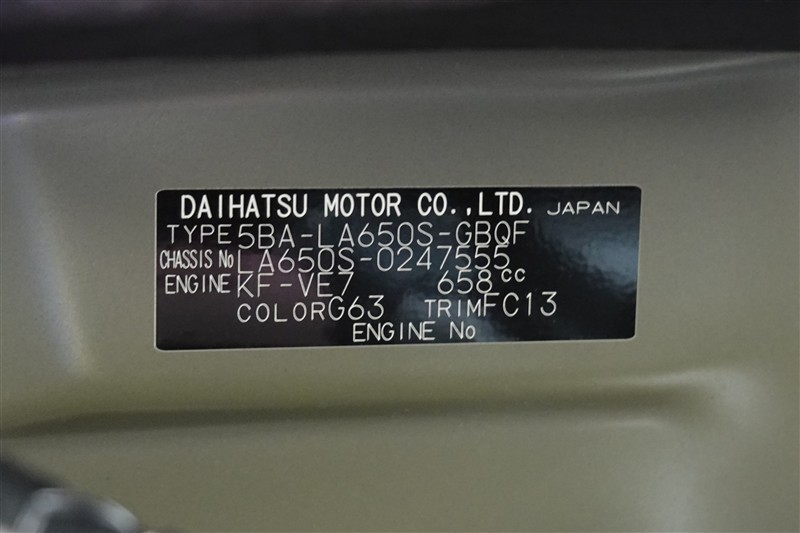 DAIHATSU MOTOR CO.,LTD. JAPAN
TYPE 5BA-LA650S-GBQF
CHASSIS No LA650S-0247555
ENGINE KF-VE7 658cc
COLOR G63 TRIM FC13
ENGINE No